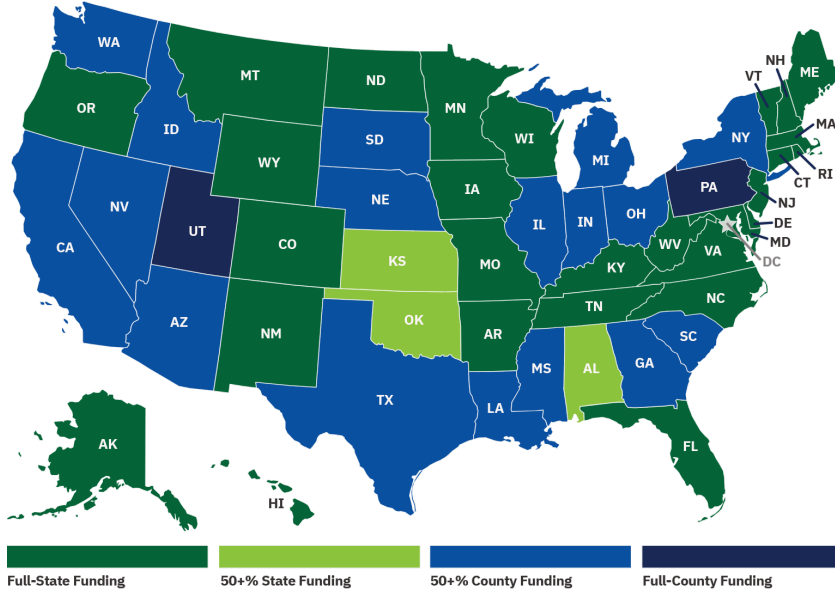 WA
MT
ND
MN
VT
NH
ME
OR
ID
SD
WI
MI
NY
MA
WY
IA
PA
CT
RI
NV
NE
IL
IN
OH
NJ
UT
CO
DE
CA
KS
MO
KY
WV
VA
MD
DC
AZ
NM
OK
AR
TN
NC
MS
AL
GA
SC
TX
LA
AK
FL
HI
Full-State Funding
50+% State Funding
50+% County Funding
Full-County Funding